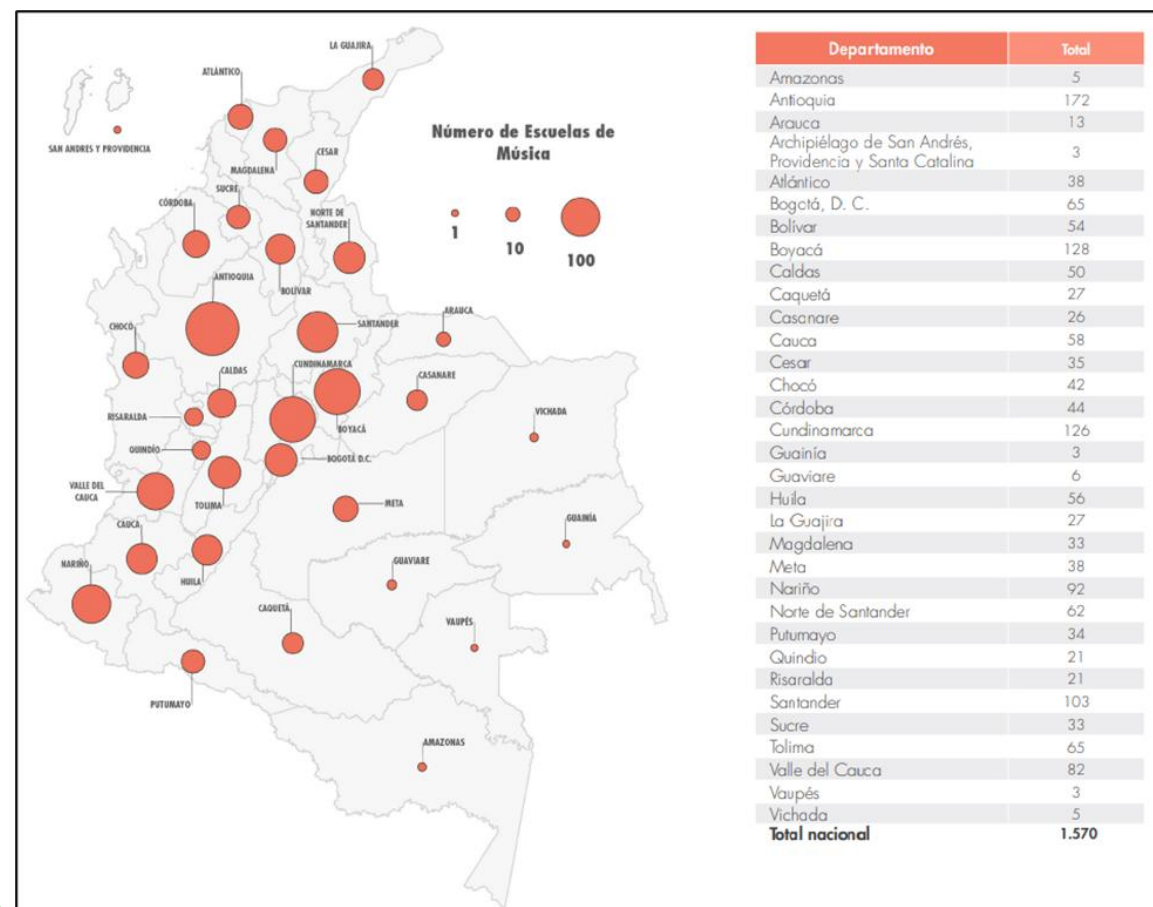 LA GUAJIRA
ATLÁNTICO
SAN ANDRES Y PROVIDENCIA
MAGDALENA
CESAR
SUCRE
CÓRDOBA
NORTE DE
SANTANDER
Número de Escuelas de
Música
1
10
100
ANTIOQUIA
BOLÍVAR
SANTANDER
ARAUCA
CHOCÓ
CALDAS
CUNDINAMARCA
CASANARE
RISARALDA
BOYACÁ
VICHADA
QUINDÍO
BOGOTÁ D.C.
VALLE DEL
CAUCA
TOLIMA
META
CAUCA
GUAINÍA
NARIÑO
HUILA
GUAVIARE
CAQUETÁ
VAUPÉS
PUTUMAYO
AMAZONAS
Departamento Total
Amazonas 5
Antioquia 172
Arauca 13
Archipiélago de San Andrés,
Providencia y Santa Catalina 3
Atlántico 38
Bogotá, D. C. 65
Bolívar 54
Boyacá 128
Caldas 50
Caquetá 27
Casanare 26
Cauca 58
Cesar 35
Chocó 42
Córdoba 44
Cundinamarca 126
Guainía 3
Guaviare 6
Huila 56
La Guajira 27
Magdalena 33
Meta 38
Nariño 92
Norte de Santander 62
Putumayo 34
Quindio 21
Risaralda 21
Santander 103
Sucre 33
Tolima 65
Valle del Cauca 82
Vaupés 3
Vichada 5
Total nacional 1.570